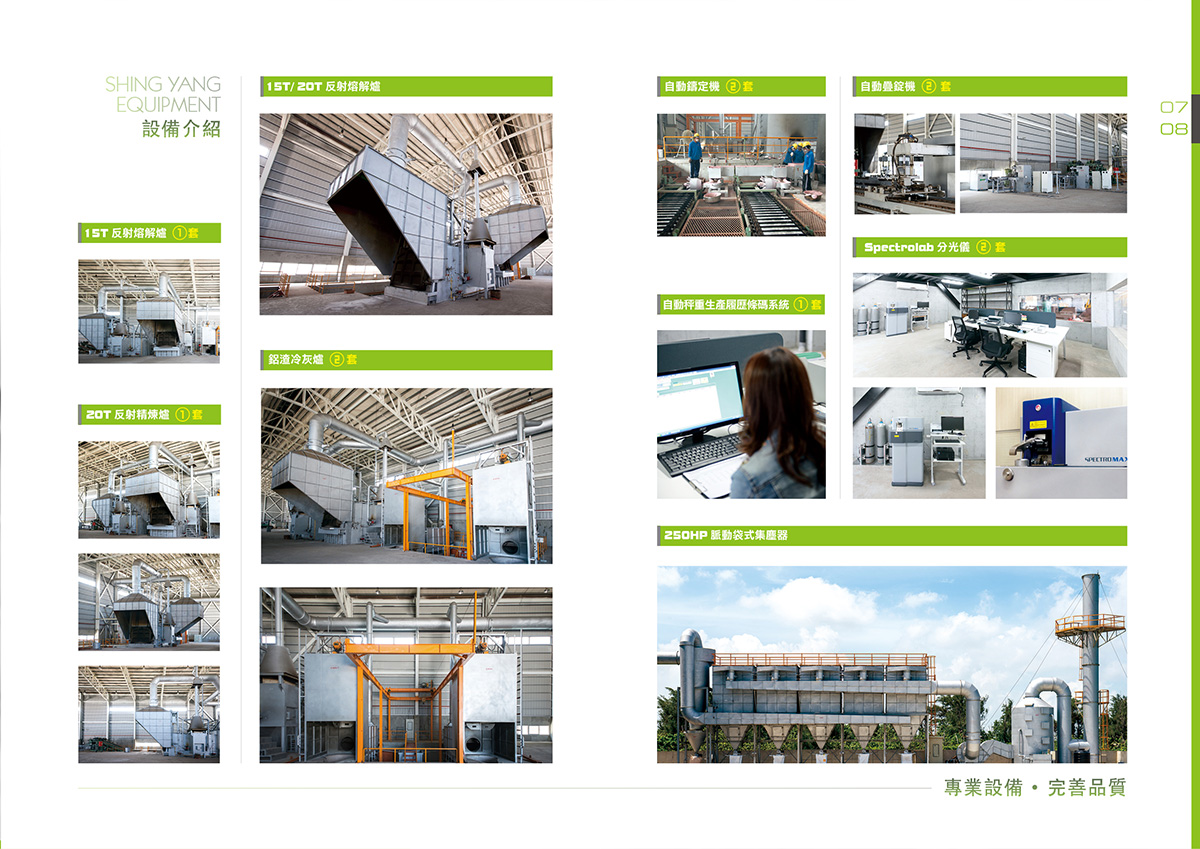 SHING YANG
EQUIPMENT
設備介紹
15T 反射熔解爐 ① 套
20T 反射精煉爐 ① 套
15T/ 20T 反射熔解爐
鋁渣冷灰爐 ② 套
自動鑄定機 ② 套
自動秤重生產履歷條碼系統 ① 套
自動疊錠機 ② 套
Spectrolab 分光儀 ② 套
SPECTROMAX
250HP 脈動袋式集塵器
專業設備・完善品質
07
08